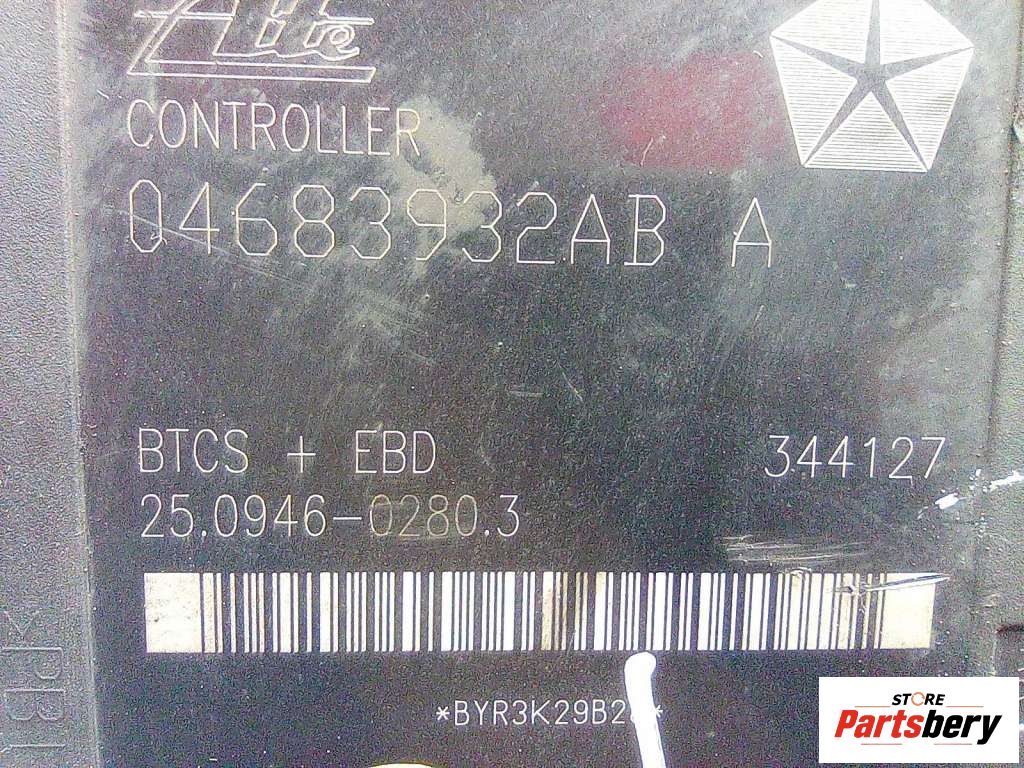 Ate
CONTROLLER
04683932AB A
BTCS + EBD 344127
25.0946-0280.3
STORE
Partsbery